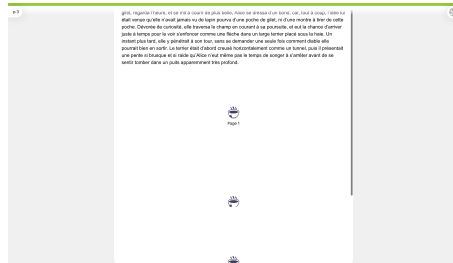 gilet, regarda l'heure, et se mit à courir de plus belle, Alice se dressa d'un bond, car, tout à coup, l'idée lui
était venue qu'elle n'avait jamais vu de lapin pourvu d'une poche de gilet, ni d'une montre à tirer de cette
poche. Dévorée de curiosité, elle traversa le champ en courant à sa poursuite, et eut la chance d'arriver
juste à temps pour le voir s'enfoncer comme une flèche dans un large terrier placé sous la haie. Un
instant plus tard, elle y pénétrait à son tour, sans se demander une seule fois comment diable elle
pourrait bien en sortir. Le terrier était d'abord creusé horizontalement comme un tunnel, puis il présentait
une pente si brusque et si raide qu'Alice n'eut même pas le temps de songer à s'arrêter avant de se
sentir tomber dans un puits apparemment très profond.
Page 1